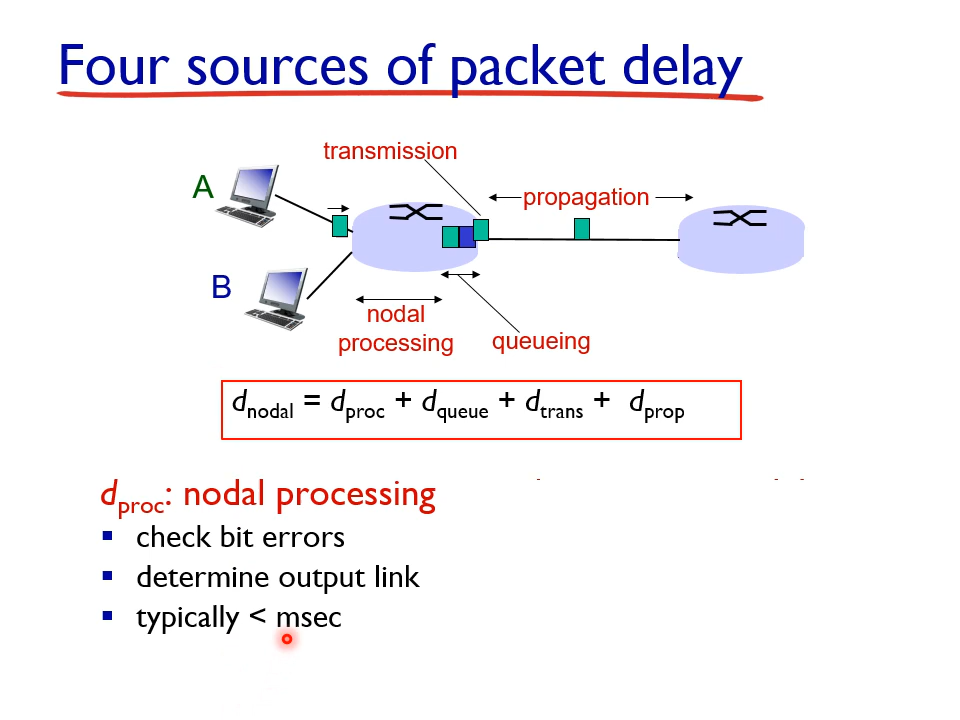 Four sources of packet delay
transmission
A
propagation
B
nodal
processing
queueing
dnodal = dproc + dqueue + dtrans + dprop
dproc: nodal processing
▪ check bit errors
▪ determine output link
▪ typically < msec